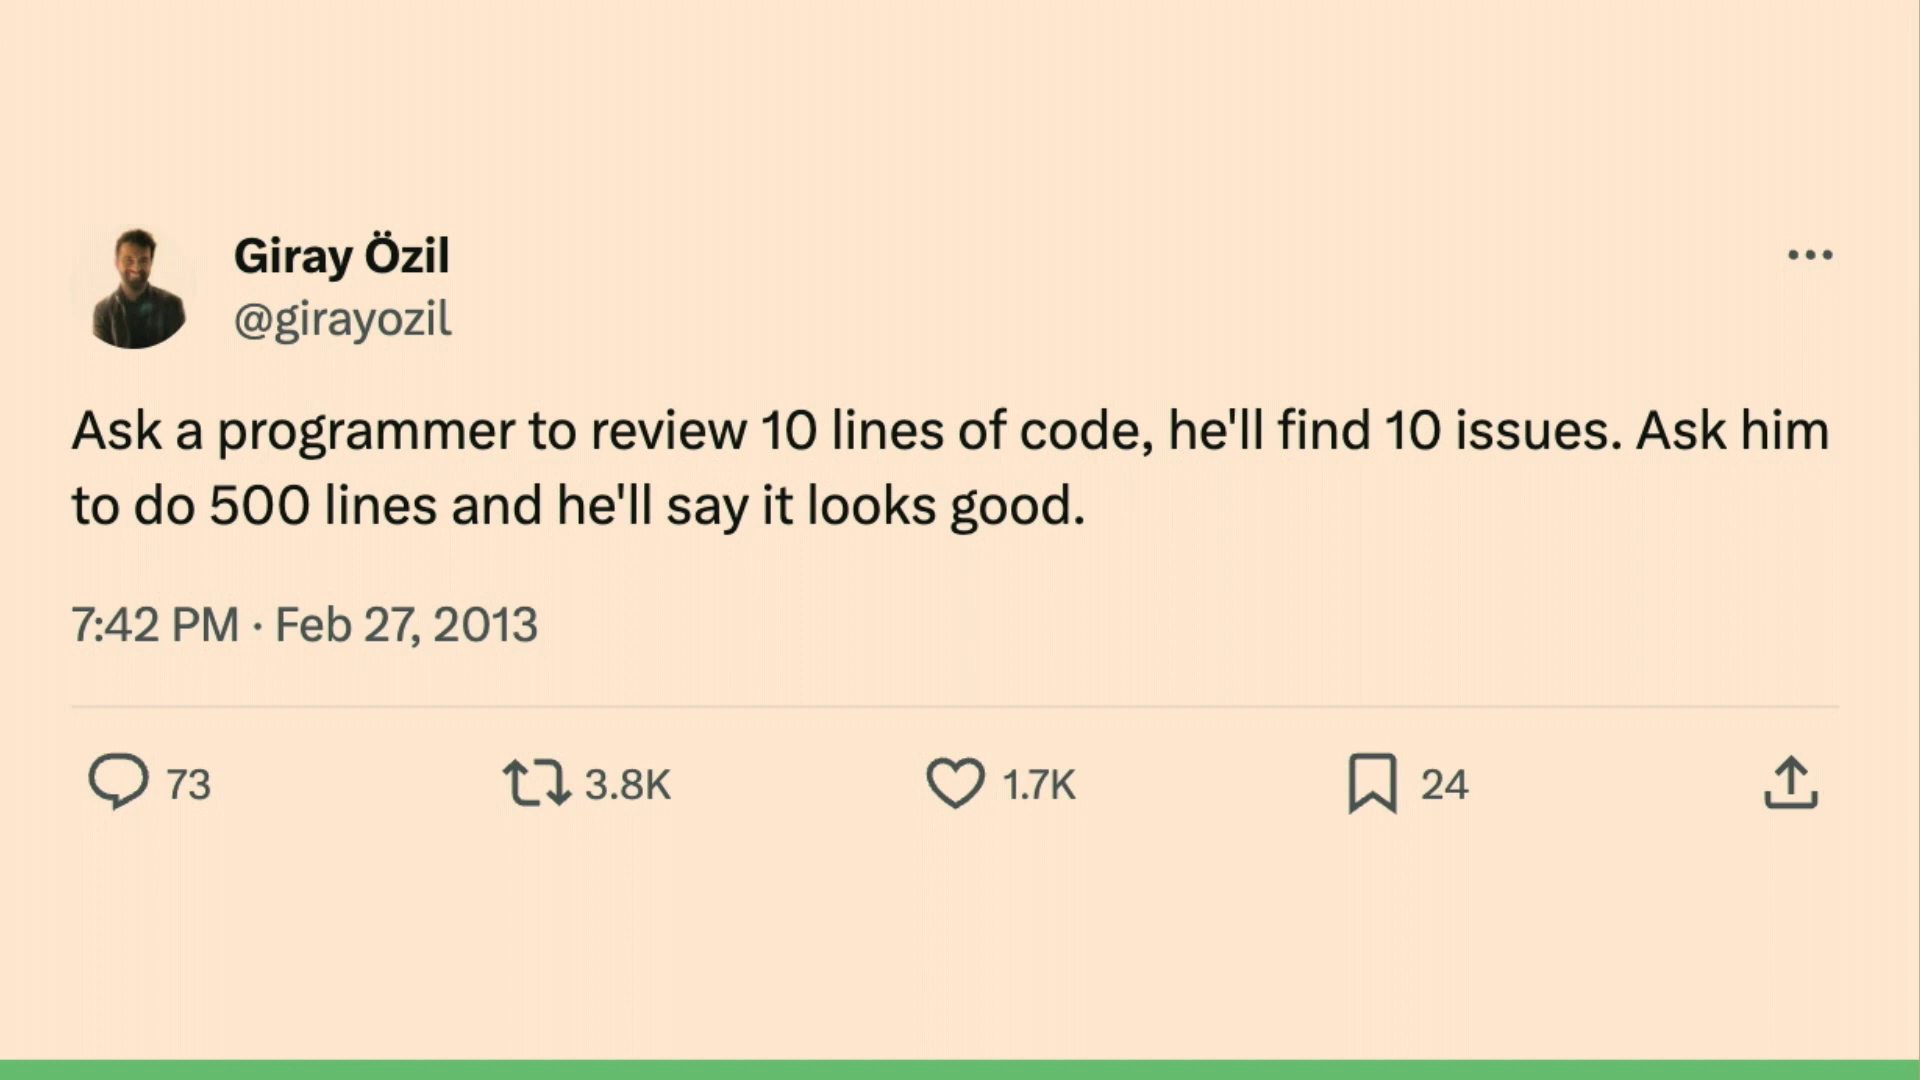 Giray Özil
@girayozil
Ask a programmer to review 10 lines of code, he'll find 10 issues. Ask him
to do 500 lines and he'll say it looks good.
7:42 PM · Feb 27, 2013
73 3.8K 1.7K 24